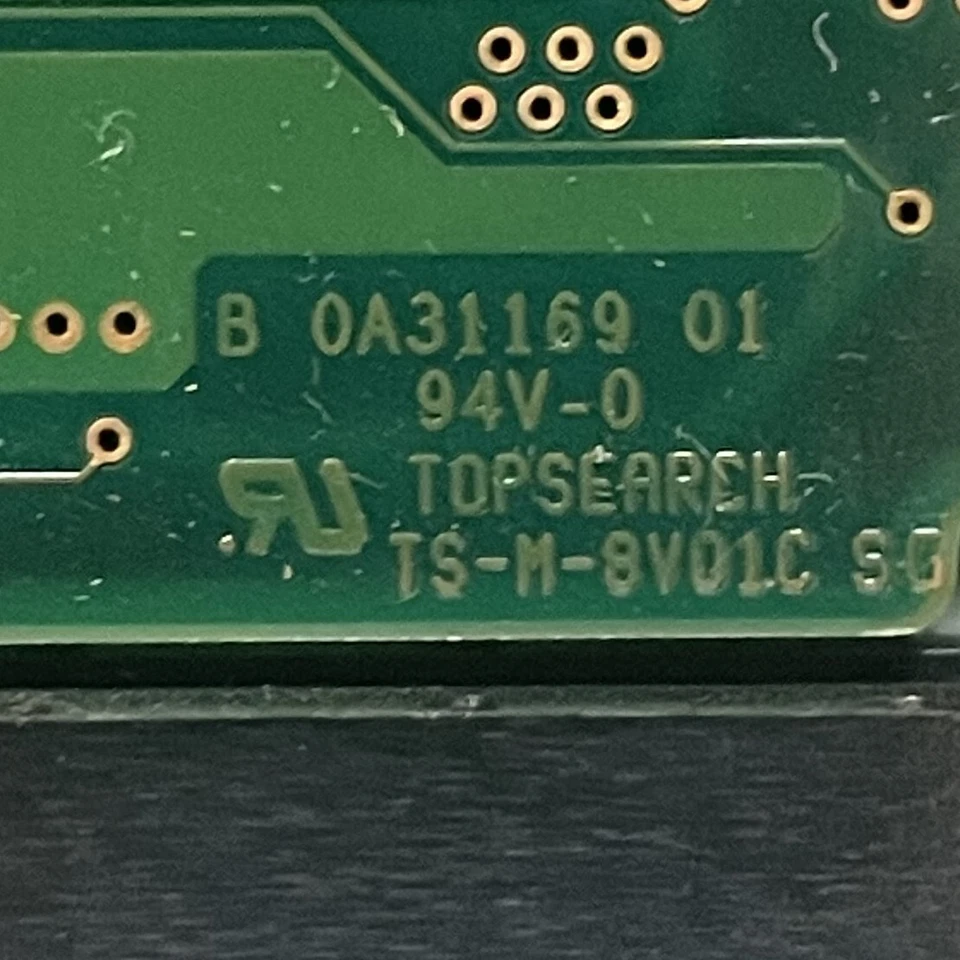 B 0A31169 01
94V-0
TOPSEARCH
TS-M-8V01C SG